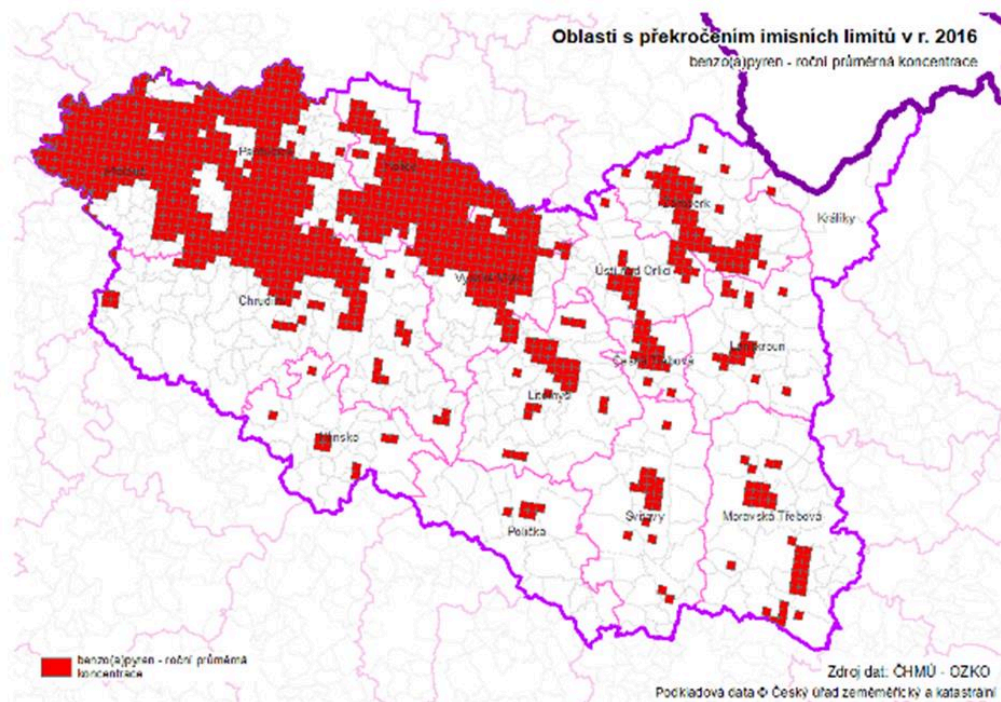 Oblasti s překročením imisních limitů v r. 2016
benzo(a)pyren - roční průměrná koncentrace
Králíky
Ústí nad Orlicí
Chrudim
Česká Třebová
Lanškroun
Litomyšl
Hlinsko
Polička
Svitavy
Moravská Třebová
benzo(a)pyren - roční průměrná
koncentrace
Zdroj dat: ČHMÚ - OZKO
Podkladová data © Český úřad zeměměřický a katastrální